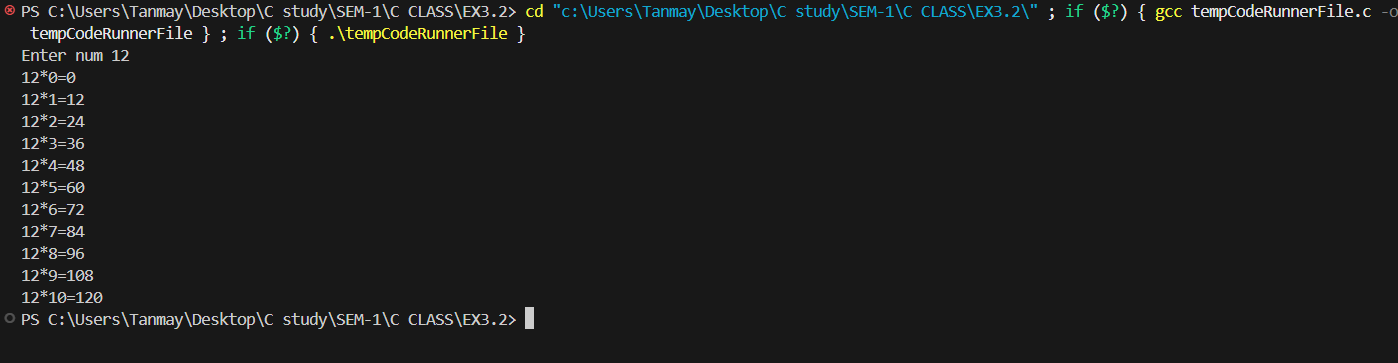 PS C:\Users\Tanmay\Desktop\C study\SEM-1\C CLASS\EX3.2> cd "c:\Users\Tanmay\Desktop\C study\SEM-1\C CLASS\EX3.2\" ; if ($?) { gcc tempCodeRunnerFile.c -o
tempCodeRunnerFile } ; if ($?) { .\tempCodeRunnerFile }
Enter num 12
12*0=0
12*1=12
12*2=24
12*3=36
12*4=48
12*5=60
12*6=72
12*7=84
12*8=96
12*9=108
12*10=120
PS C:\Users\Tanmay\Desktop\C study\SEM-1\C CLASS\EX3.2>